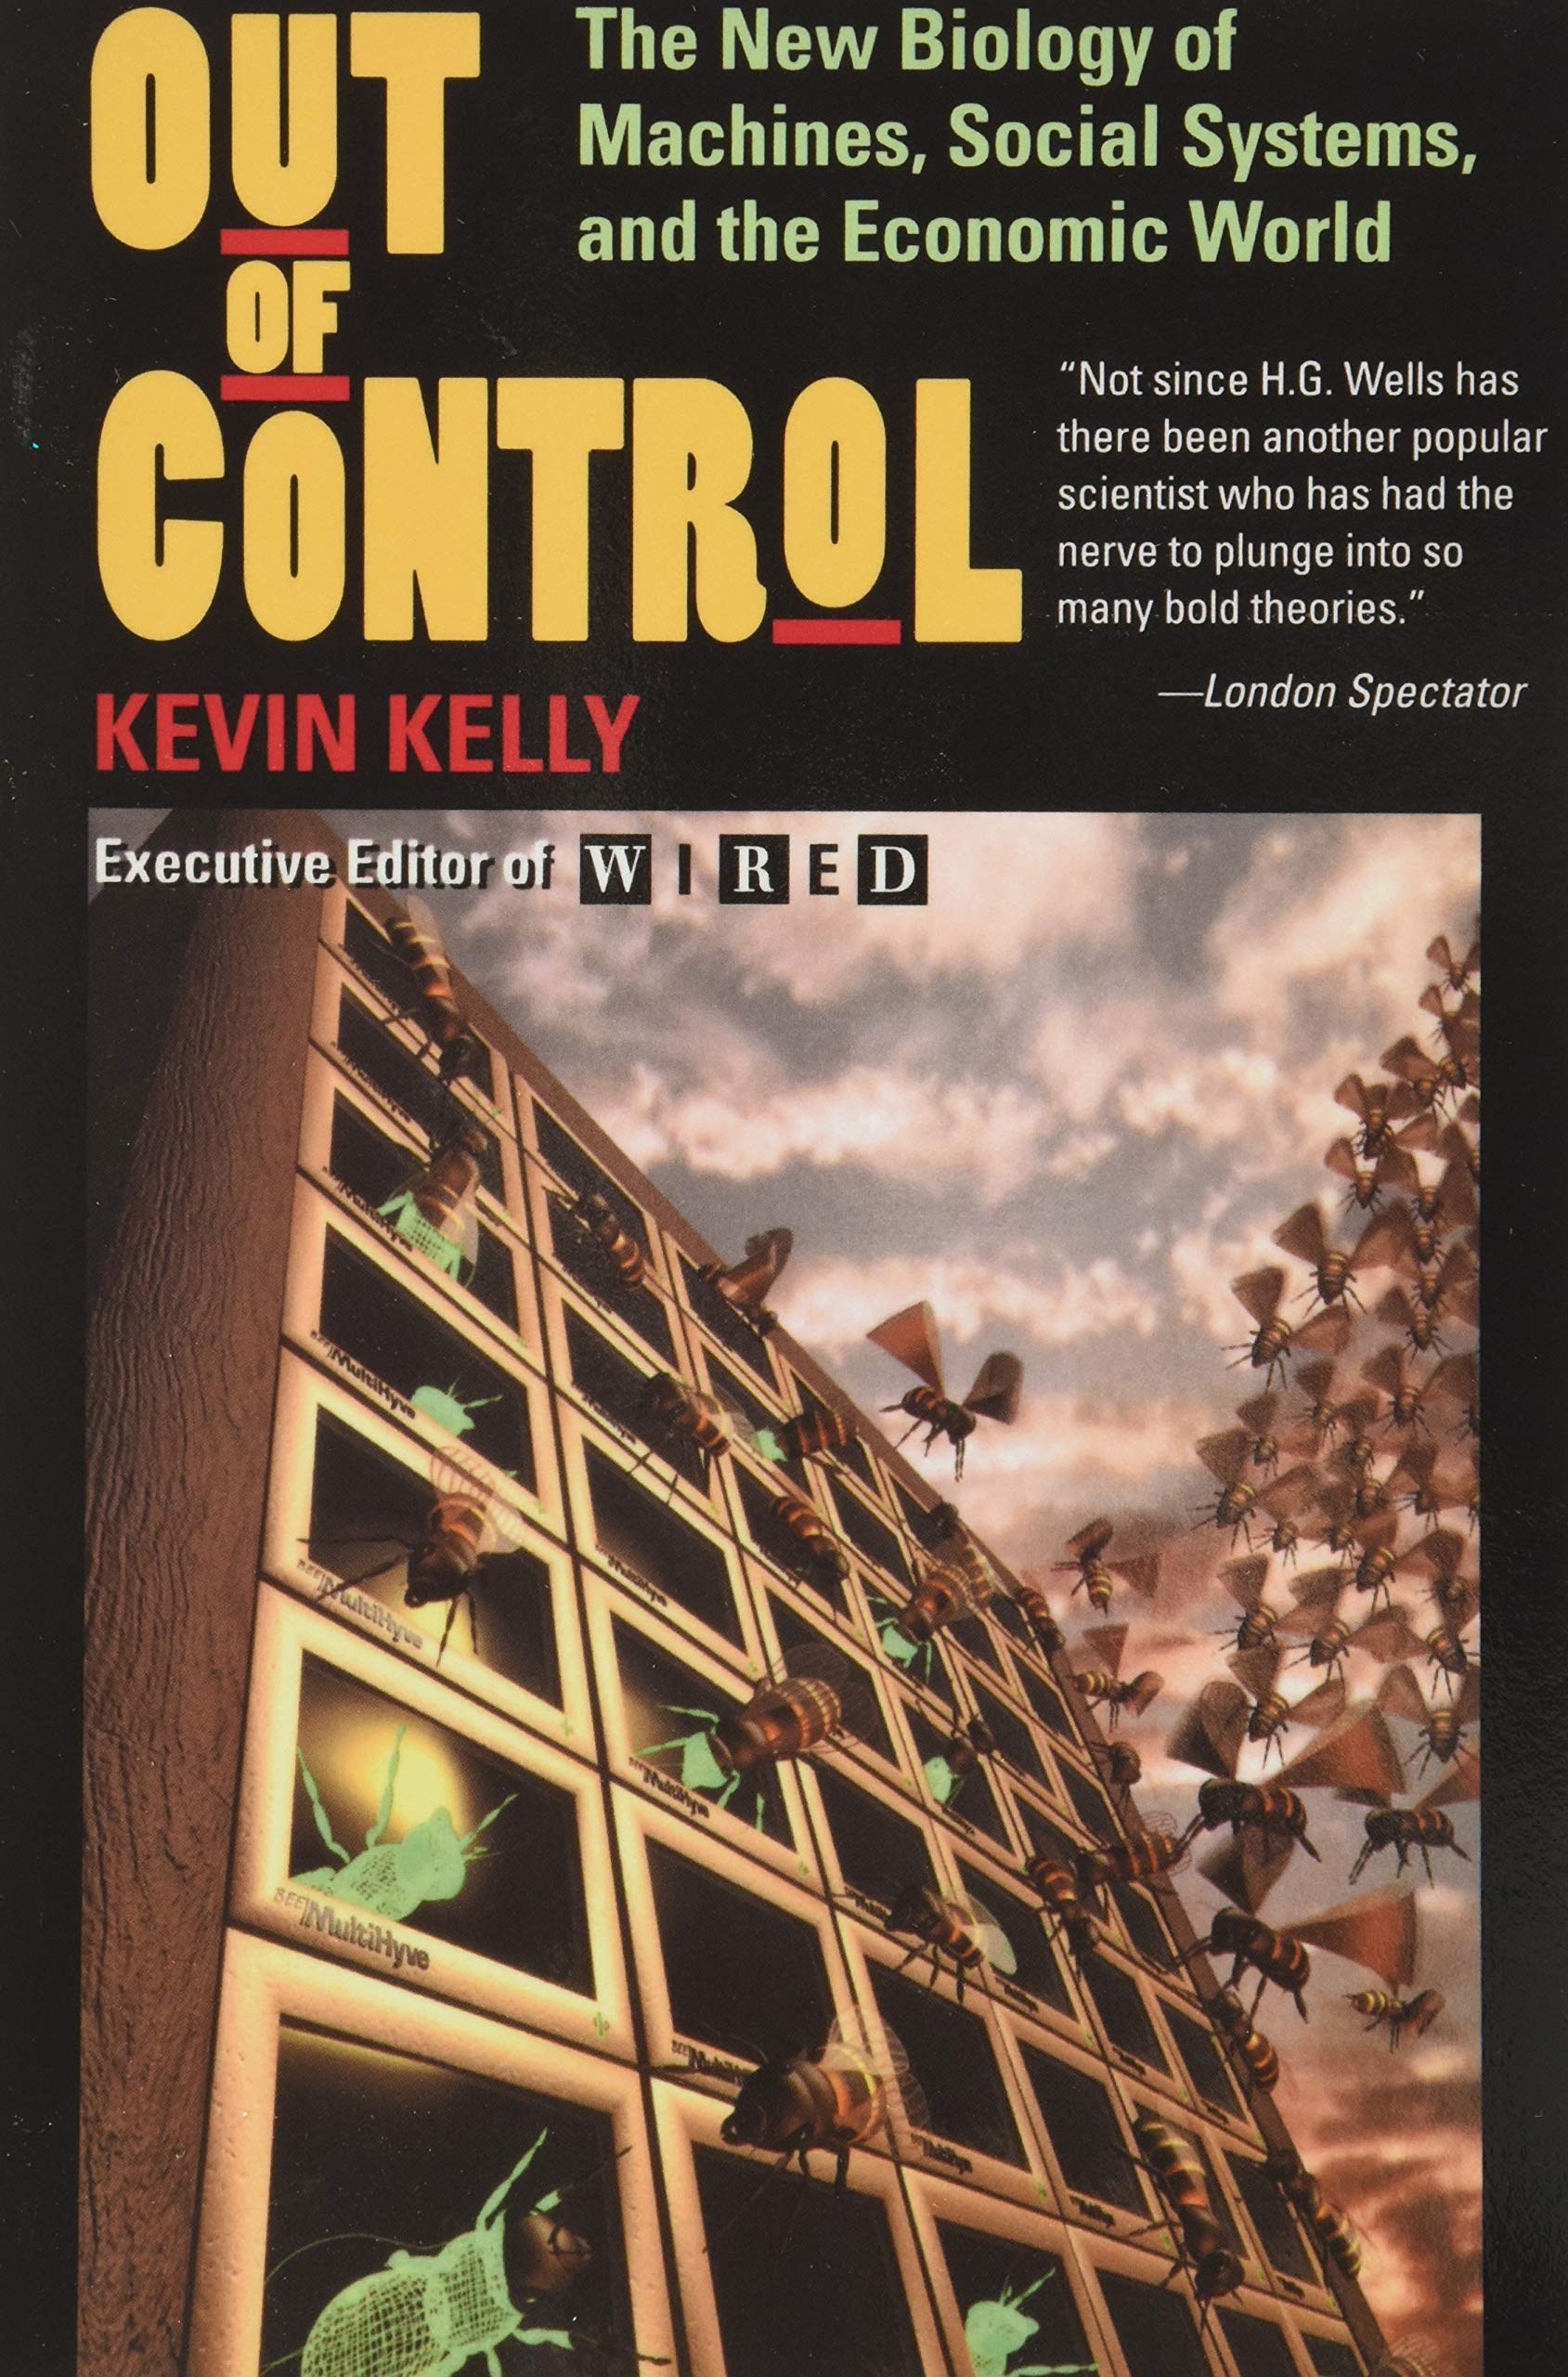 OUT
OF
CONTROL
The New Biology of
Machines, Social Systems,
and the Economic World
“Not since H.G. Wells has
there been another popular
scientist who has had the
nerve to plunge into so
many bold theories.”
—London Spectator
KEVIN KELLY
Executive Editor of WIRED
MultiHyve
MultiHyve
BEE|MultiHyve